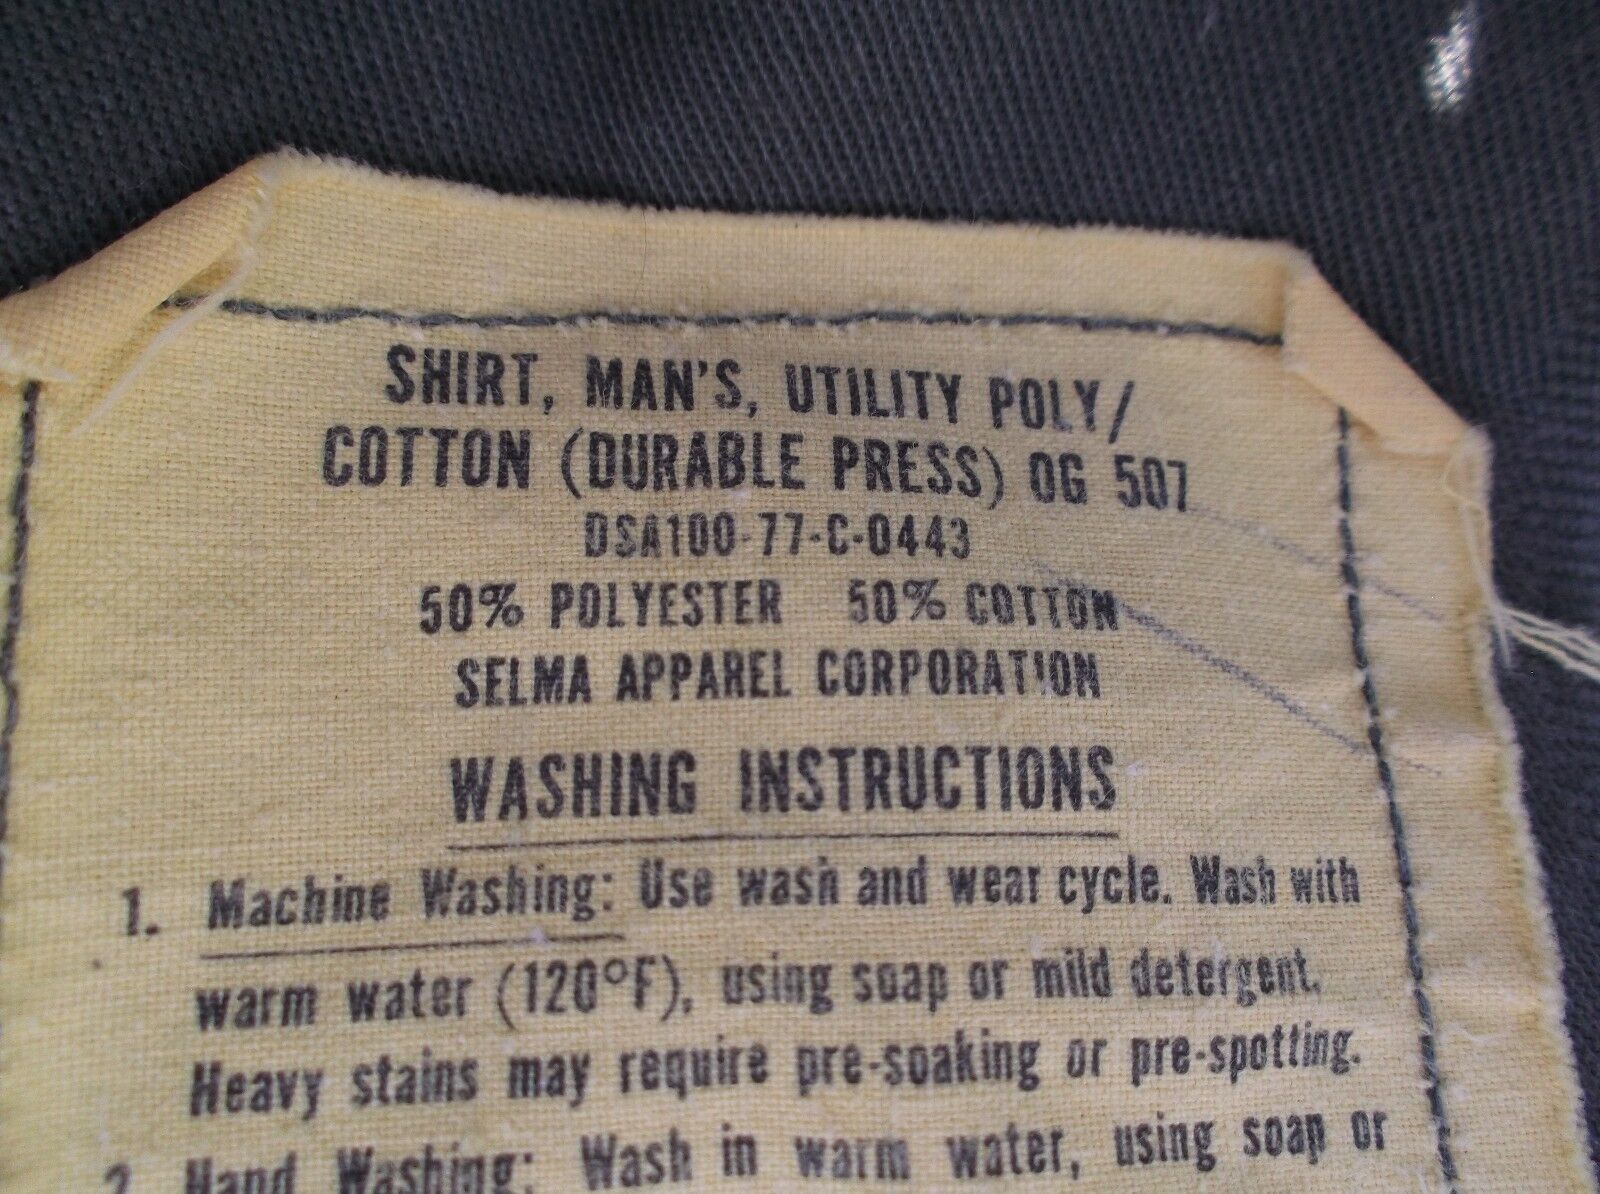 SHIRT, MAN'S, UTILITY POLY/
COTTON (DURABLE PRESS) OG 507
DSA100-77-C-0443
50% POLYESTER 50% COTTON
SELMA APPAREL CORPORATION
WASHING INSTRUCTIONS
1. Machine Washing: Use wash and wear cycle. Wash with
warm water (120°F), using soap or mild detergent.
Heavy stains may require pre-soaking or pre-spotting.
2. Hand Washing: Wash in warm water, using soap or